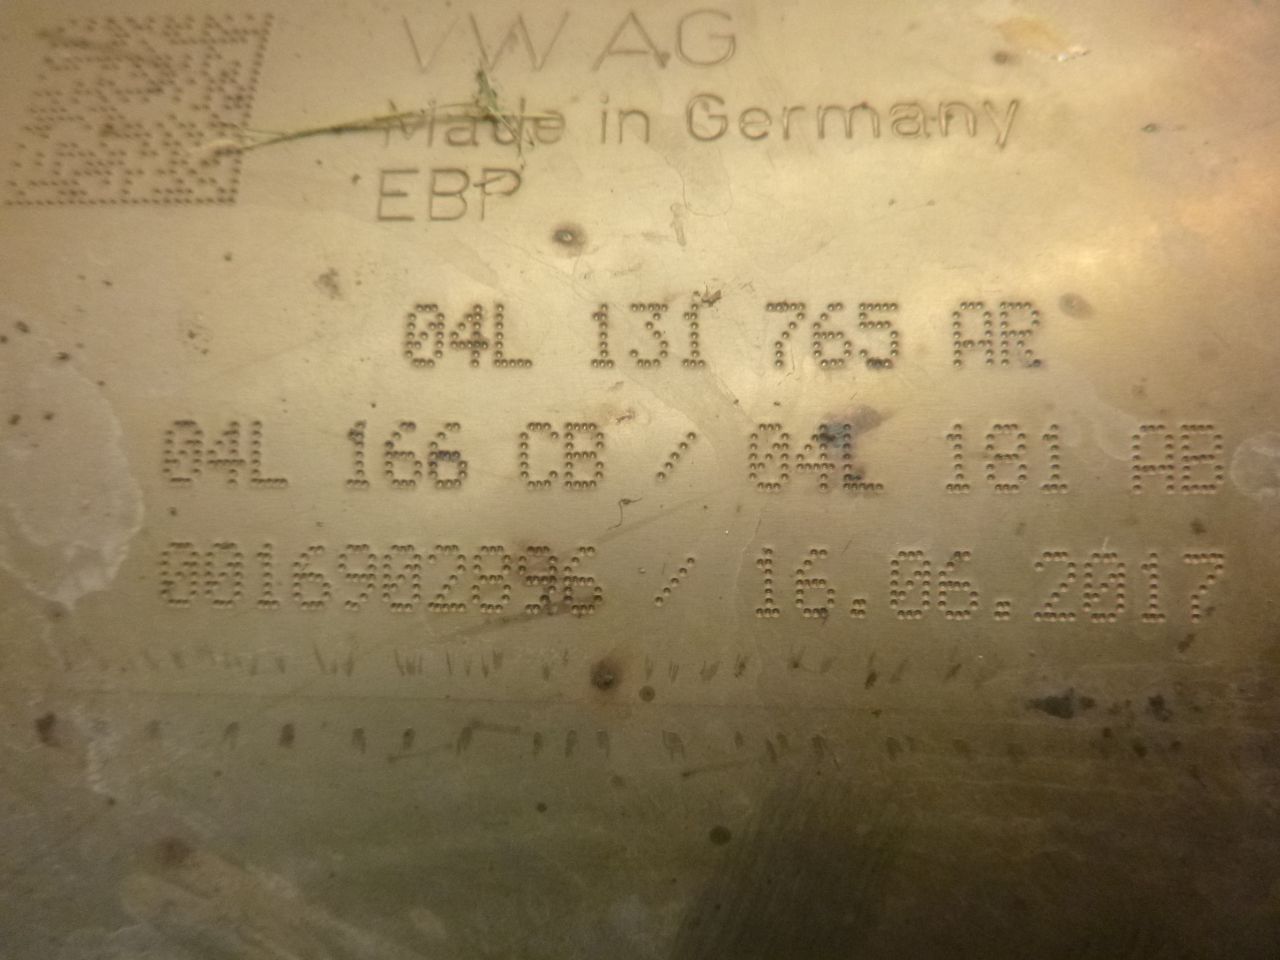 VW AG
Made in Germany
EBP
04L 131 765 AR
04L 166 CB / 04L 181 AB
0016902896 / 16.06.2017